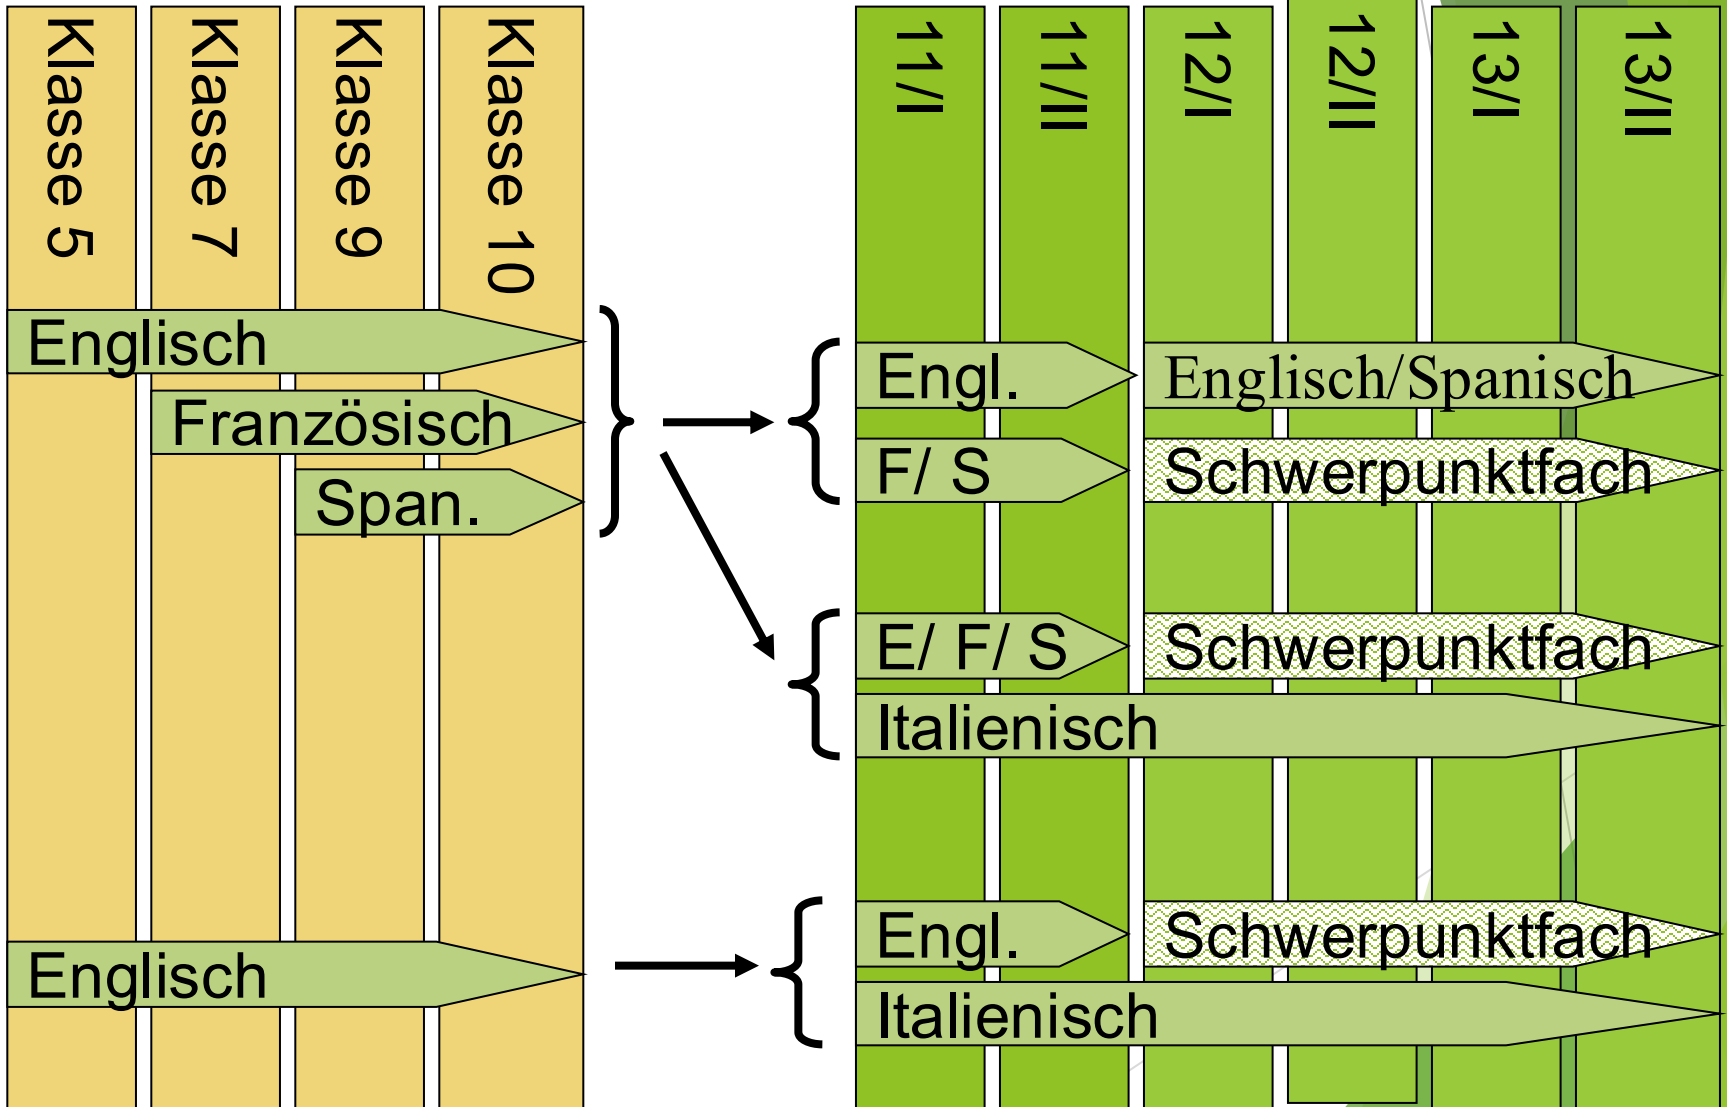 Klasse 5
Klasse 7
Klasse 9
Klasse 10
11/I
11/II
12/I
12/II
13/I
13/II
Englisch
Französisch
Span.
Engl.
Englisch/Spanisch
F/ S
Schwerpunktfach
E/ F/ S
Schwerpunktfach
Italienisch
Englisch
Engl.
Schwerpunktfach
Italienisch